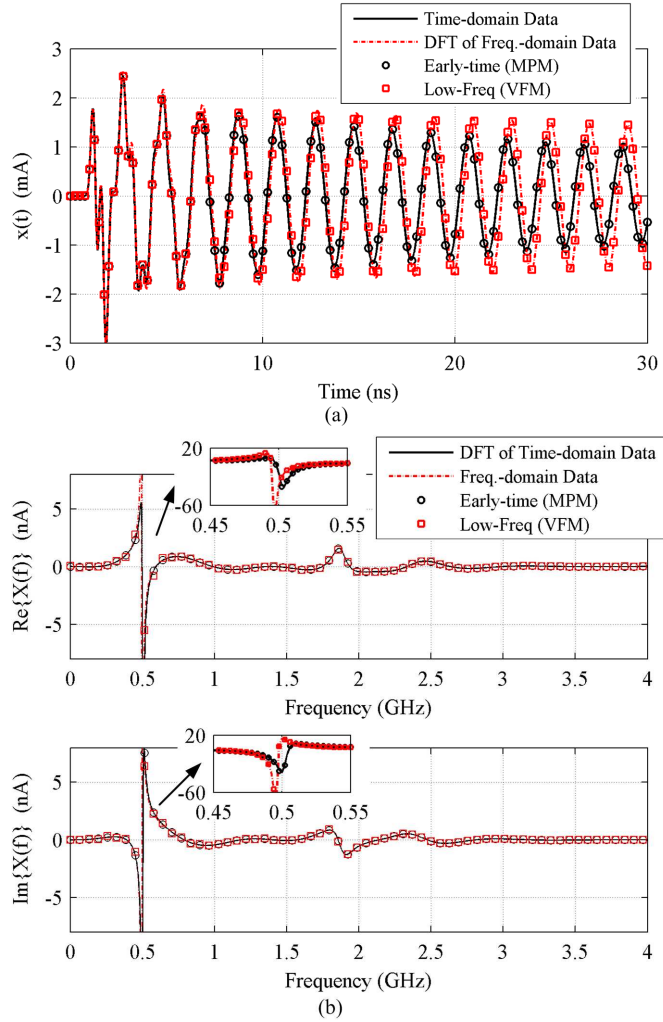 Time-domain Data
DFT of Freq.-domain Data
Early-time (MPM)
Low-Freq (VFM)
3
2
1
0
-1
-2
-3
x(t) (mA)
0 10 20 30
Time (ns)
(a)
DFT of Time-domain Data
Freq.-domain Data
Early-time (MPM)
Low-Freq (VFM)
20
-60
0.45 0.5 0.55
5
0
-5
Re{X(f)} (nA)
0 0.5 1 1.5 2 2.5 3 3.5 4
Frequency (GHz)
20
-60
0.45 0.5 0.55
5
0
-5
Im{X(f)} (nA)
0 0.5 1 1.5 2 2.5 3 3.5 4
Frequency (GHz)
(b)